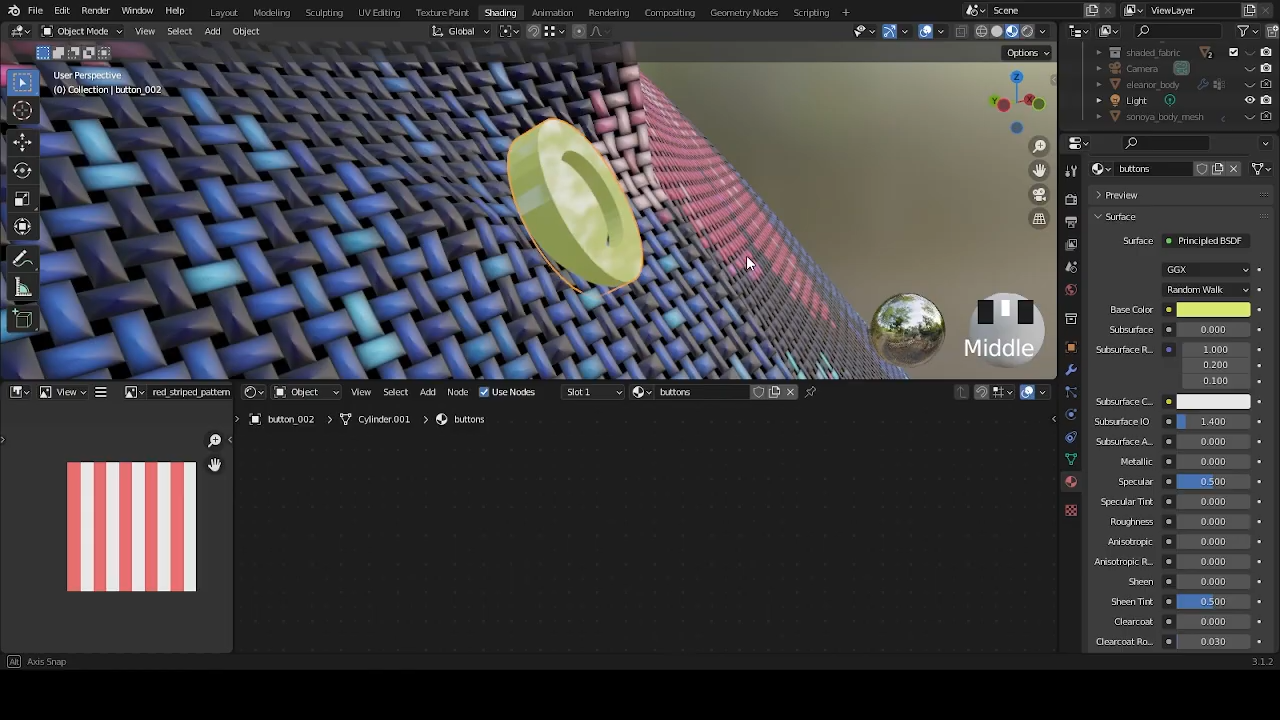 File Edit Render Window Help Layout Modeling Sculpting UV Editing Texture Paint Shading Animation Rendering Compositing Geometry Nodes Scripting + Scene ViewLayer
Object Mode View Select Add Object Global
Options
User Perspective
(0) Collection | button_002
Z
Y
X
shaded_fabric
2
Camera
eleanor_body
Light
sonoya_body_mesh
buttons
Preview
Surface
Surface Principled BSDF
GGX
Random Walk
Base Color
Subsurface 0.000
Subsurface R... 1.000
0.200
0.100
Subsurface C...
Subsurface IO 1.400
Subsurface A... 0.000
Metallic 0.000
Specular 0.500
Specular Tint 0.000
Roughness 0.000
Anisotropic 0.000
Anisotropic R... 0.000
Sheen 0.000
Sheen Tint 0.500
Clearcoat 0.000
Clearcoat Ro... 0.030
Middle
View red_striped_pattern
Object View Select Add Node Use Nodes Slot 1 buttons
button_002 > Cylinder.001 > buttons
Alt Axis Snap
3.1.2